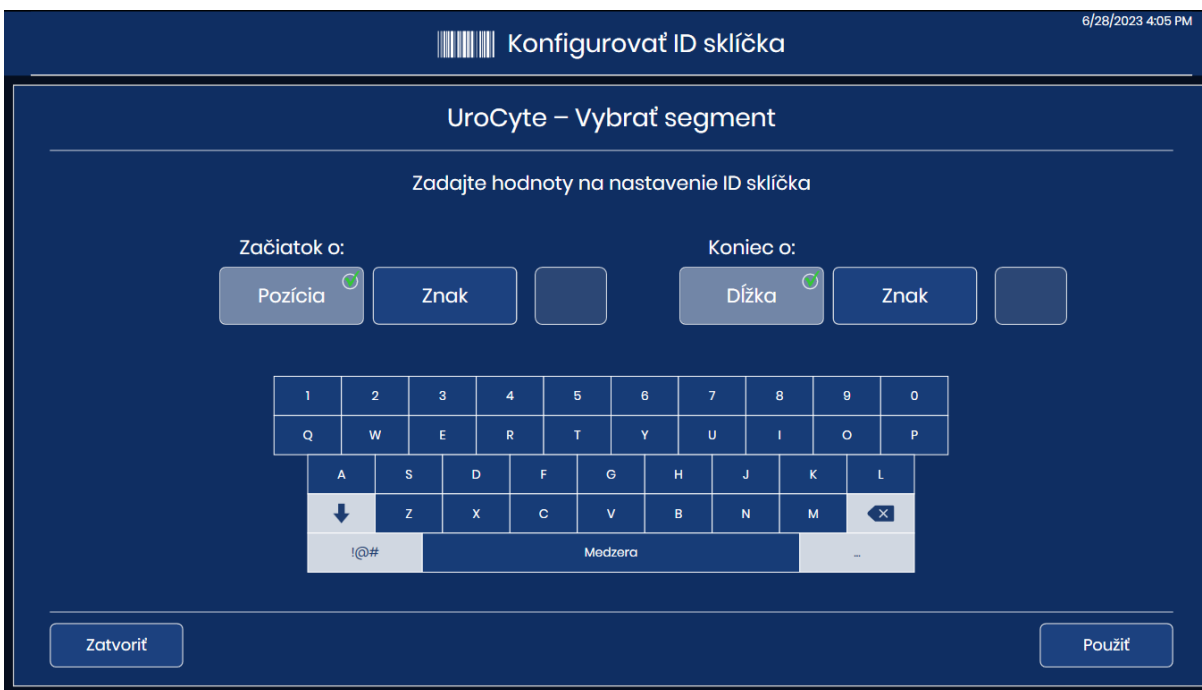 6/28/2023 4:05 PM
Konfigurovať ID sklíčka
UroCyte – Vybrať segment
Zadajte hodnoty na nastavenie ID sklíčka
Začiatok o: Koniec o:
Pozícia Znak Dĺžka Znak
1 2 3 4 5 6 7 8 9 0
Q W E R T Y U I O P
A S D F G H J K L
Z X C V B N M
!@# Medzera ...
Zatvoriť Použiť